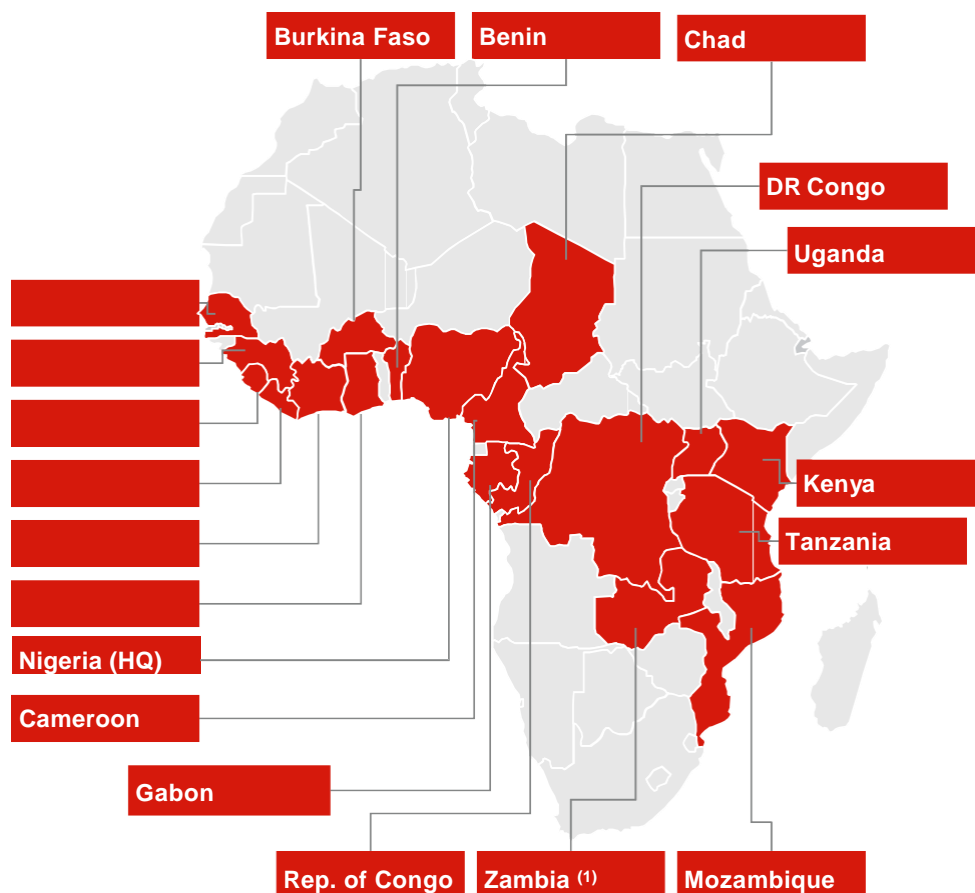 Burkina Faso
Benin
Chad
DR Congo
Uganda
Kenya
Tanzania
Nigeria (HQ)
Cameroon
Gabon
Rep. of Congo
Zambia (1)
Mozambique